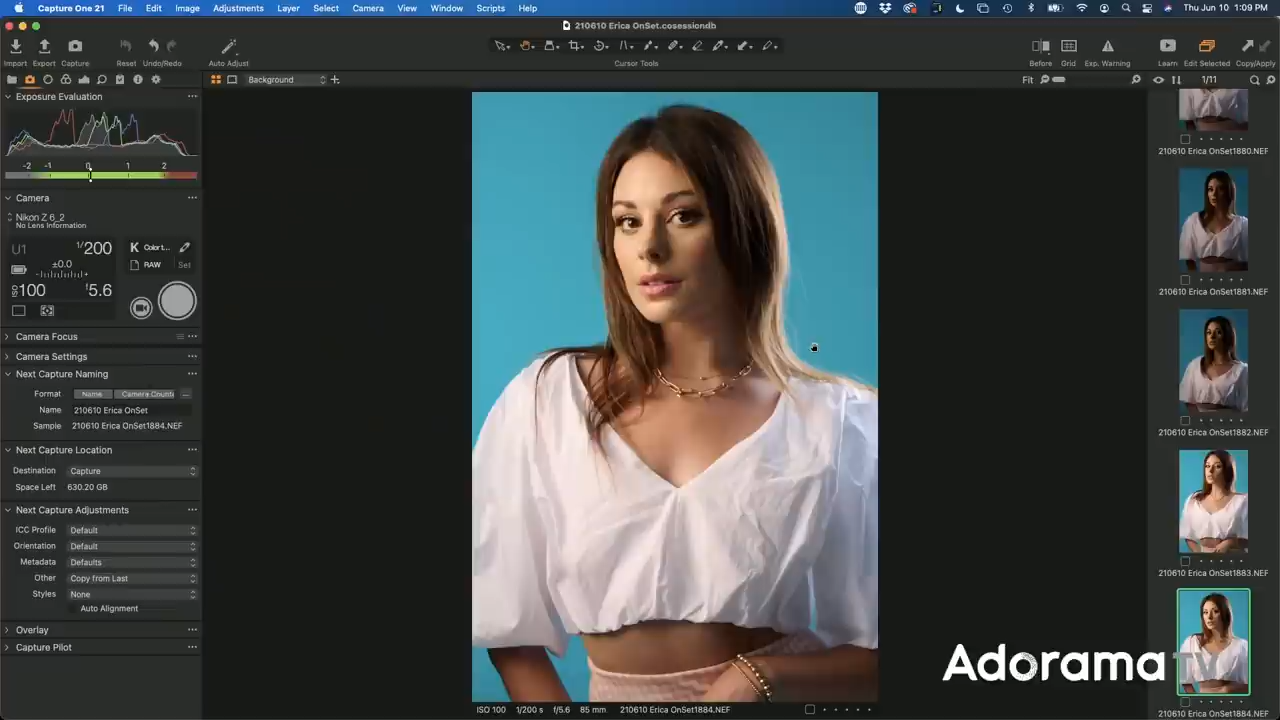 Capture One 21 File Edit Image Adjustments Layer Select Camera View Window Scripts Help Thu Jun 10 1:09 PM
210610 Erica OnSet.cosessiondb
Import Export Capture Reset Undo/Redo Auto Adjust Cursor Tools Before Grid Exp. Warning Learn Edit Selected Copy/Apply
Background Fit 1/11
Exposure Evaluation
-2 -1 0 1 2
Camera
Nikon Z 6_2
No Lens Information
U1 1/200 K Color t...
±0.0 RAW Set
ISO 100 f5.6
Camera Focus
Camera Settings
Next Capture Naming
Format Name Camera Count
Name 210610 Erica OnSet
Sample 210610 Erica OnSet1884.NEF
Next Capture Location
Destination Capture
Space Left 630.20 GB
Next Capture Adjustments
ICC Profile Default
Orientation Default
Metadata Defaults
Other Copy from Last
Styles None
Auto Alignment
Overlay
Capture Pilot
ISO 100 1/200 s f/5.6 85 mm 210610 Erica OnSet1884.NEF
210610 Erica OnSet1880.NEF
210610 Erica OnSet1881.NEF
210610 Erica OnSet1882.NEF
210610 Erica OnSet1883.NEF
210610 Erica OnSet1884.NEF
Adorama TV